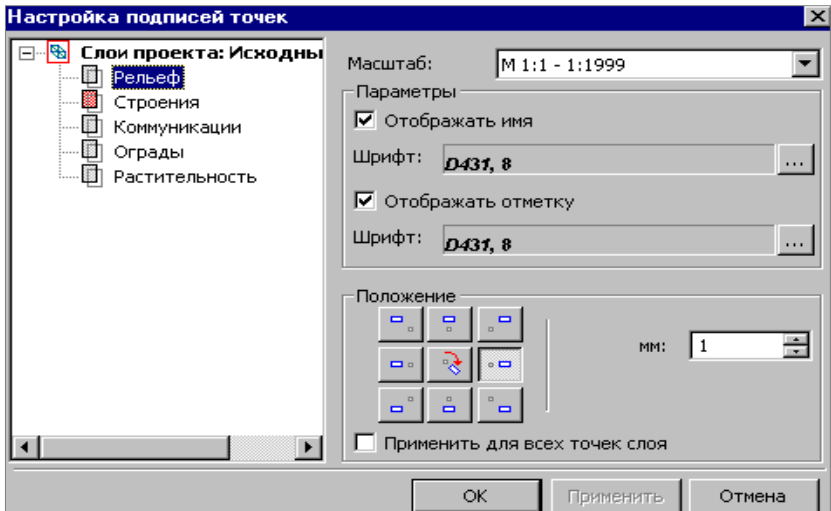 Настройка подписей точек
Слои проекта: Исходны
Рельеф
Строения
Коммуникации
Ограды
Растительность
Масштаб: М 1:1 - 1:1999
Параметры
Отображать имя
Шрифт: D431, 8 ...
Отображать отметку
Шрифт: D431, 8 ...
Положение
мм: 1
Применить для всех точек слоя
OK Применить Отмена